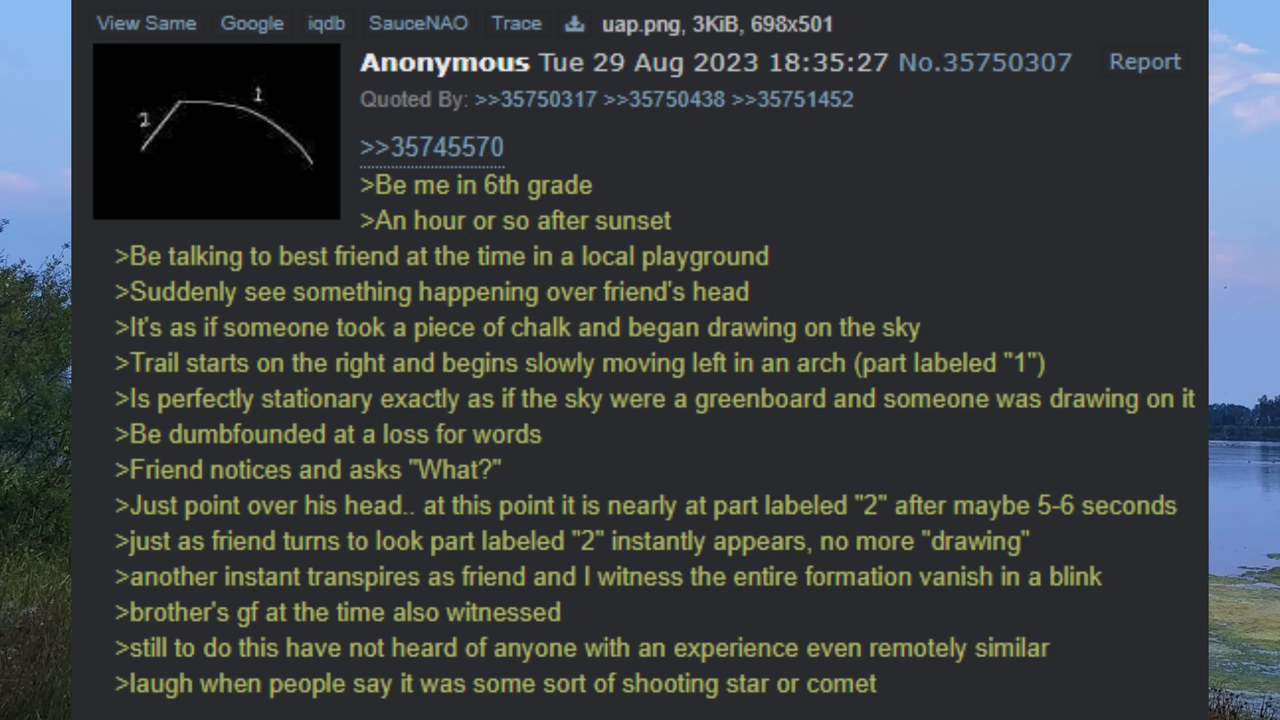 View Same Google iqdb SauceNAO Trace uap.png, 3KiB, 698x501
Anonymous Tue 29 Aug 2023 18:35:27 No.35750307 Report
Quoted By: >>35750317 >>35750438 >>35751452
1
2
>>35745570
>Be me in 6th grade
>An hour or so after sunset
>Be talking to best friend at the time in a local playground
>Suddenly see something happening over friend's head
>It's as if someone took a piece of chalk and began drawing on the sky
>Trail starts on the right and begins slowly moving left in an arch (part labeled "1")
>Is perfectly stationary exactly as if the sky were a greenboard and someone was drawing on it
>Be dumbfounded at a loss for words
>Friend notices and asks "What?"
>Just point over his head.. at this point it is nearly at part labeled "2" after maybe 5-6 seconds
>just as friend turns to look part labeled "2" instantly appears, no more "drawing"
>another instant transpires as friend and I witness the entire formation vanish in a blink
>brother's gf at the time also witnessed
>still to do this have not heard of anyone with an experience even remotely similar
>laugh when people say it was some sort of shooting star or comet